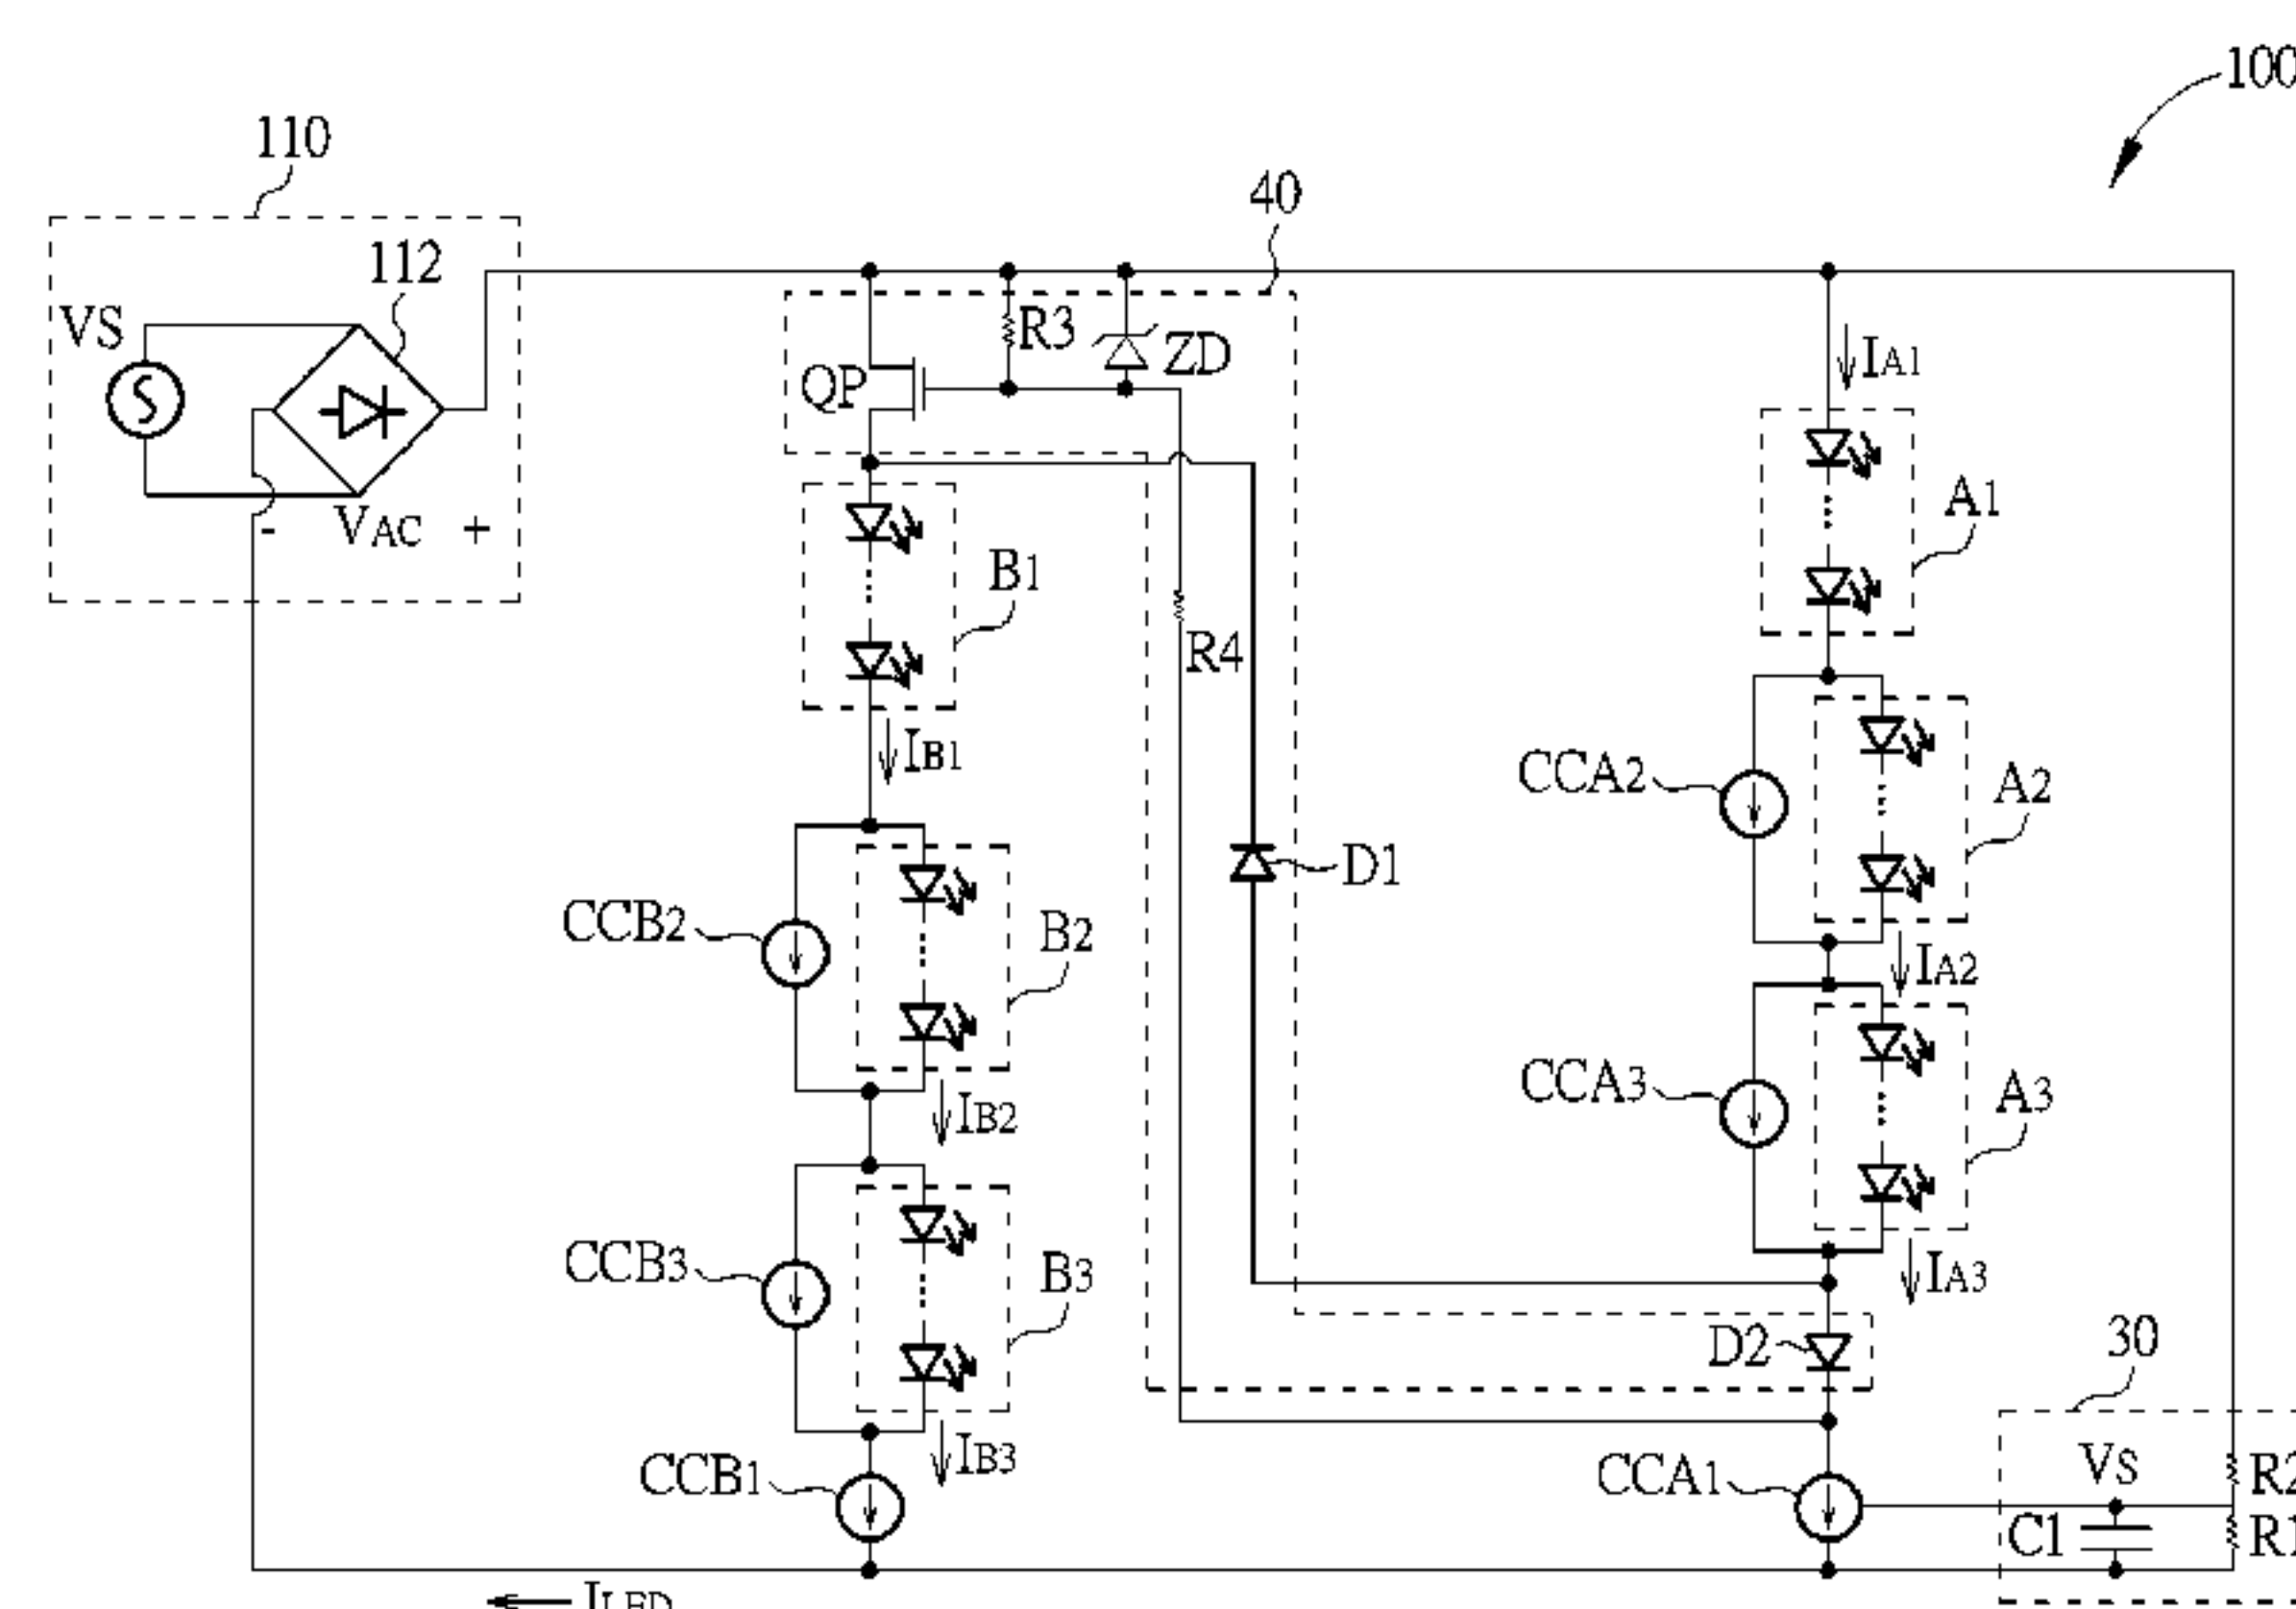 100
110
40
112
VS
R3
ZD
QP
IA1
VAC
-
+
A1
B1
R4
IB1
CCA2
A2
D1
CCB2
B2
IA2
CCA3
A3
IB2
CCB3
B3
IA3
D2
30
IB3
CCB1
CCA1
VS
R2
C1
R1
ILED